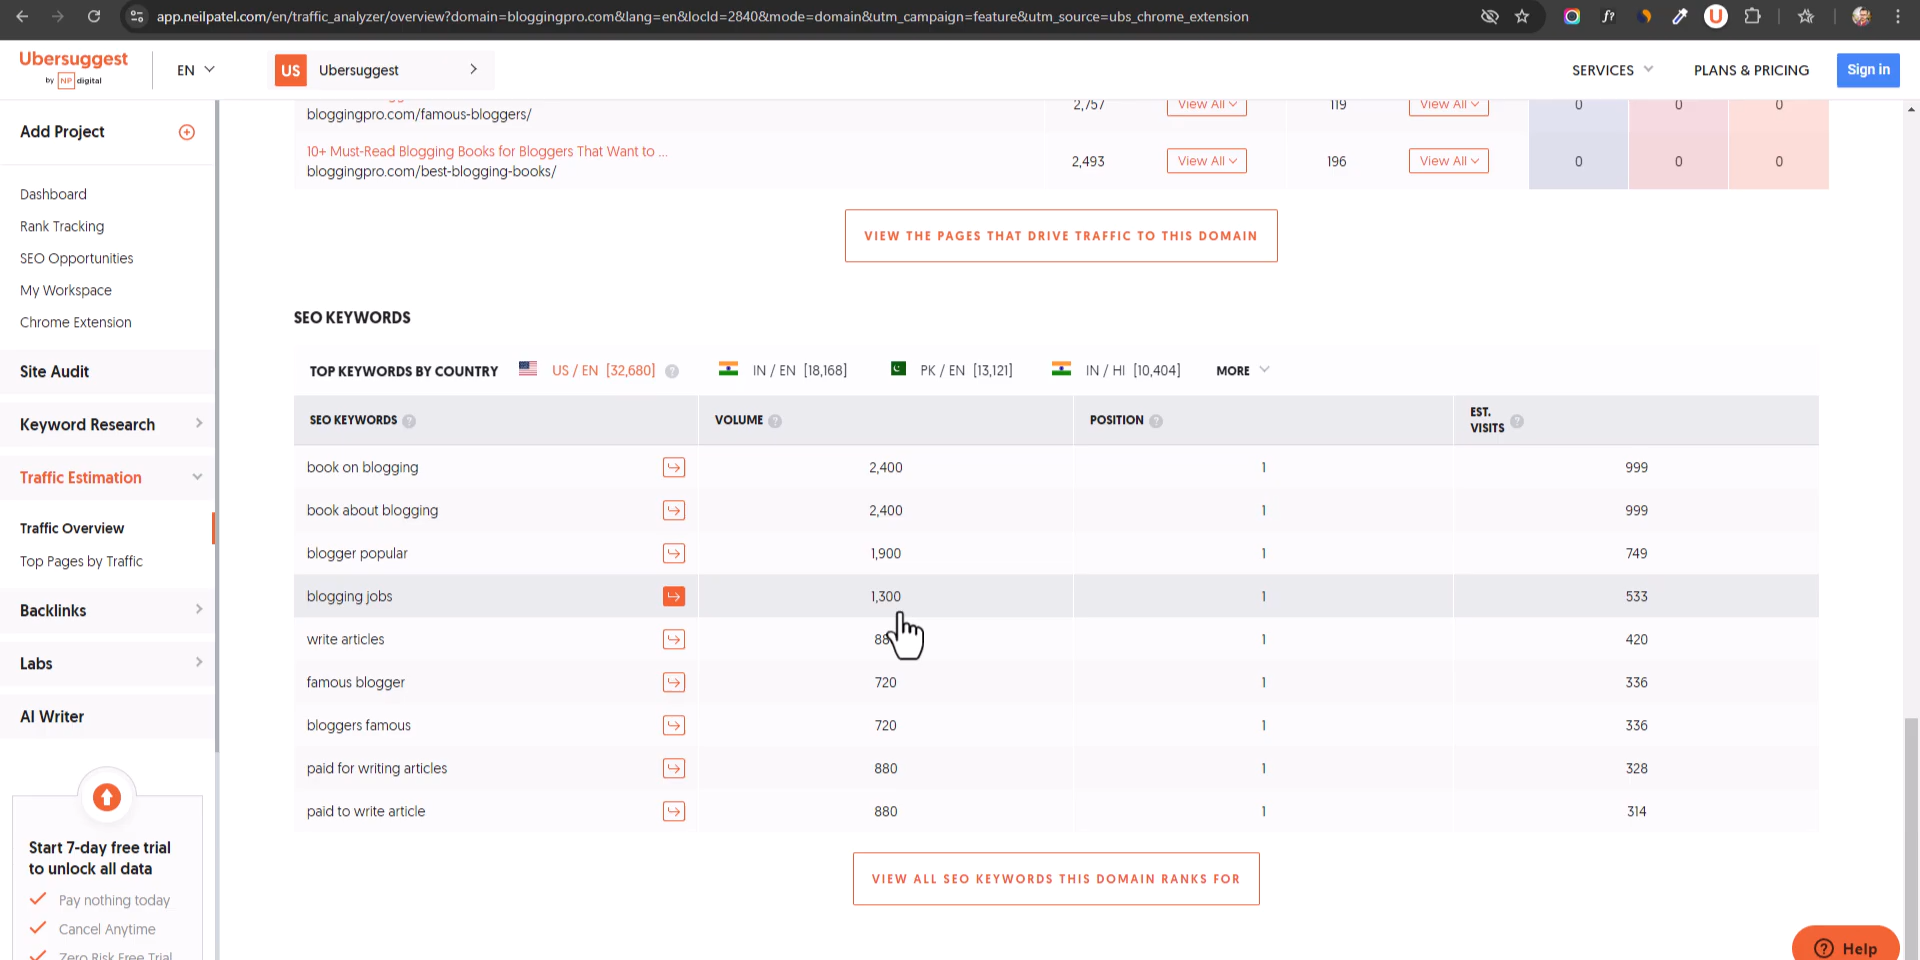 app.neilpatel.com/en/traffic_analyzer/overview?domain=bloggingpro.com&lang=en&locId=2840&mode=domain&utm_campaign=feature&utm_source=ubs_chrome_extension
Ubersuggest
by NP digital
EN
US Ubersuggest
SERVICES
PLANS & PRICING
Sign in
Add Project
Dashboard
Rank Tracking
SEO Opportunities
My Workspace
Chrome Extension
Site Audit
Keyword Research
Traffic Estimation
Traffic Overview
Top Pages by Traffic
Backlinks
Labs
AI Writer
Start 7-day free trial
to unlock all data
Pay nothing today
Cancel Anytime
Zero Risk Free Trial
bloggingpro.com/famous-bloggers/
2,757 View All 119 View All 0 0 0
10+ Must-Read Blogging Books for Bloggers That Want to ...
bloggingpro.com/best-blogging-books/
2,493 View All 196 View All 0 0 0
VIEW THE PAGES THAT DRIVE TRAFFIC TO THIS DOMAIN
SEO KEYWORDS
TOP KEYWORDS BY COUNTRY US / EN [32,680] ? IN / EN [18,168] PK / EN [13,121] IN / HI [10,404] MORE
SEO KEYWORDS ? VOLUME ? POSITION ? EST. VISITS ?
book on blogging 2,400 1 999
book about blogging 2,400 1 999
blogger popular 1,900 1 749
blogging jobs 1,300 1 533
write articles 1 420
famous blogger 720 1 336
bloggers famous 720 1 336
paid for writing articles 880 1 328
paid to write article 880 1 314
VIEW ALL SEO KEYWORDS THIS DOMAIN RANKS FOR
? Help